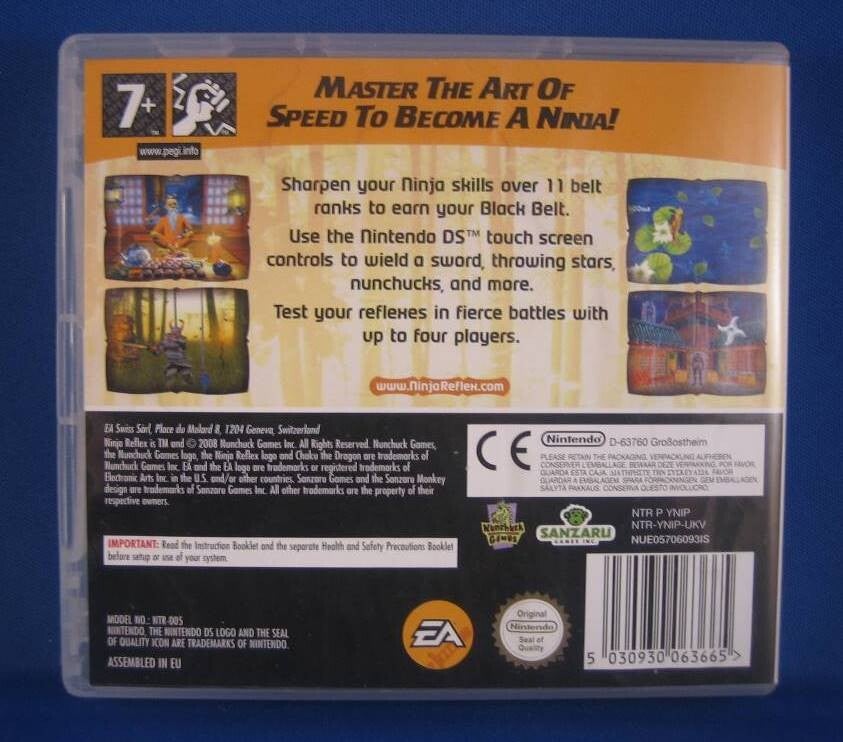 7+
www.pegi.info
MASTER THE ART OF
SPEED TO BECOME A NINJA!
Sharpen your Ninja skills over 11 belt
ranks to earn your Black Belt.
Use the Nintendo DS™ touch screen
controls to wield a sword, throwing stars,
nunchucks, and more.
Test your reflexes in fierce battles with
up to four players.
www.NinjaReflex.com
EA Swiss Sàrl, Place du Molard 8, 1204 Geneva, Switzerland
Ninja Reflex is TM and © 2008 Nunchuck Games Inc. All Rights Reserved. Nunchuck Games,
the Nunchuck Games logo, the Ninja Reflex logo and Chaku the Dragon are trademarks of
Nunchuck Games Inc. EA and the EA logo are trademarks or registered trademarks of
Electronic Arts Inc. in the U.S. and/or other countries. Sanzaru Games and the Sanzaru Monkey
design are trademarks of Sanzaru Games Inc. All other trademarks are the property of their
respective owners.
CE
Nintendo D-63760 Großostheim
PLEASE RETAIN THE PACKAGING. VERPACKUNG AUFHEBEN.
CONSERVER L'EMBALLAGE. BEWAAR DEZE VERPAKKING. POR FAVOR,
GUARDA ESTA CAJA.
GUARDAR A EMBALAGEM. SPARA FÖRPACKNINGEN. GEM EMBALLAGEN.
SÄILYTÄ PAKKAUS. CONSERVA QUESTO INVOLUCRO.
Nunchuck
Games
SANZARU
GAMES INC.
NTR P YNIP
NTR-YNIP-UKV
NUE05706093IS
IMPORTANT: Read the Instruction Booklet and the separate Health and Safety Precautions Booklet
before setup or use of your system.
MODEL NO.: NTR-005
NINTENDO, THE NINTENDO DS LOGO AND THE SEAL
OF QUALITY ICON ARE TRADEMARKS OF NINTENDO.
ASSEMBLED IN EU
EA
Original
Nintendo
Seal of
Quality
5 030930 063665 >